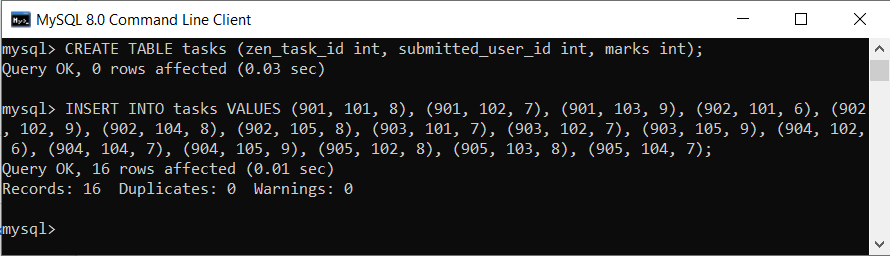 MySQL 8.0 Command Line Client
mysql> CREATE TABLE tasks (zen_task_id int, submitted_user_id int, marks int);
Query OK, 0 rows affected (0.03 sec)
mysql> INSERT INTO tasks VALUES (901, 101, 8), (901, 102, 7), (901, 103, 9), (902, 101, 6), (902
, 102, 9), (902, 104, 8), (902, 105, 8), (903, 101, 7), (903, 102, 7), (903, 105, 9), (904, 102,
 6), (904, 104, 7), (904, 105, 9), (905, 102, 8), (905, 103, 8), (905, 104, 7);
Query OK, 16 rows affected (0.01 sec)
Records: 16  Duplicates: 0  Warnings: 0
mysql>